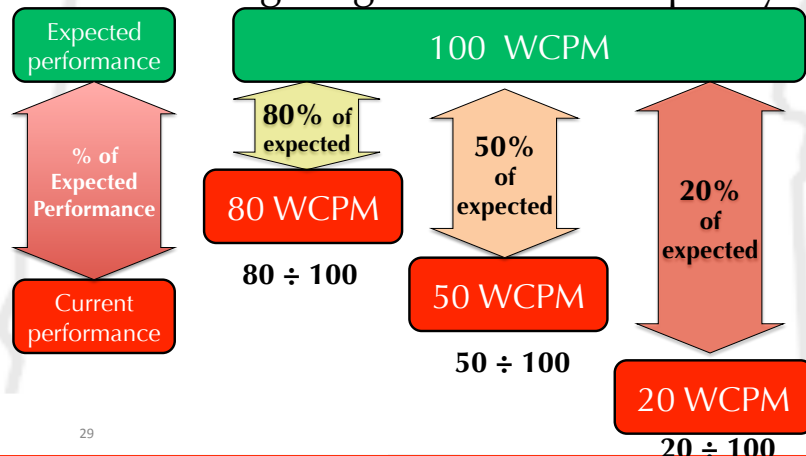 Expected
performance
100 WCPM
% of
Expected
Performance
80% of
expected
50%
of
expected
20%
of
expected
80 WCPM
80 ÷ 100
50 WCPM
50 ÷ 100
Current
performance
20 WCPM
20 ÷ 100
29